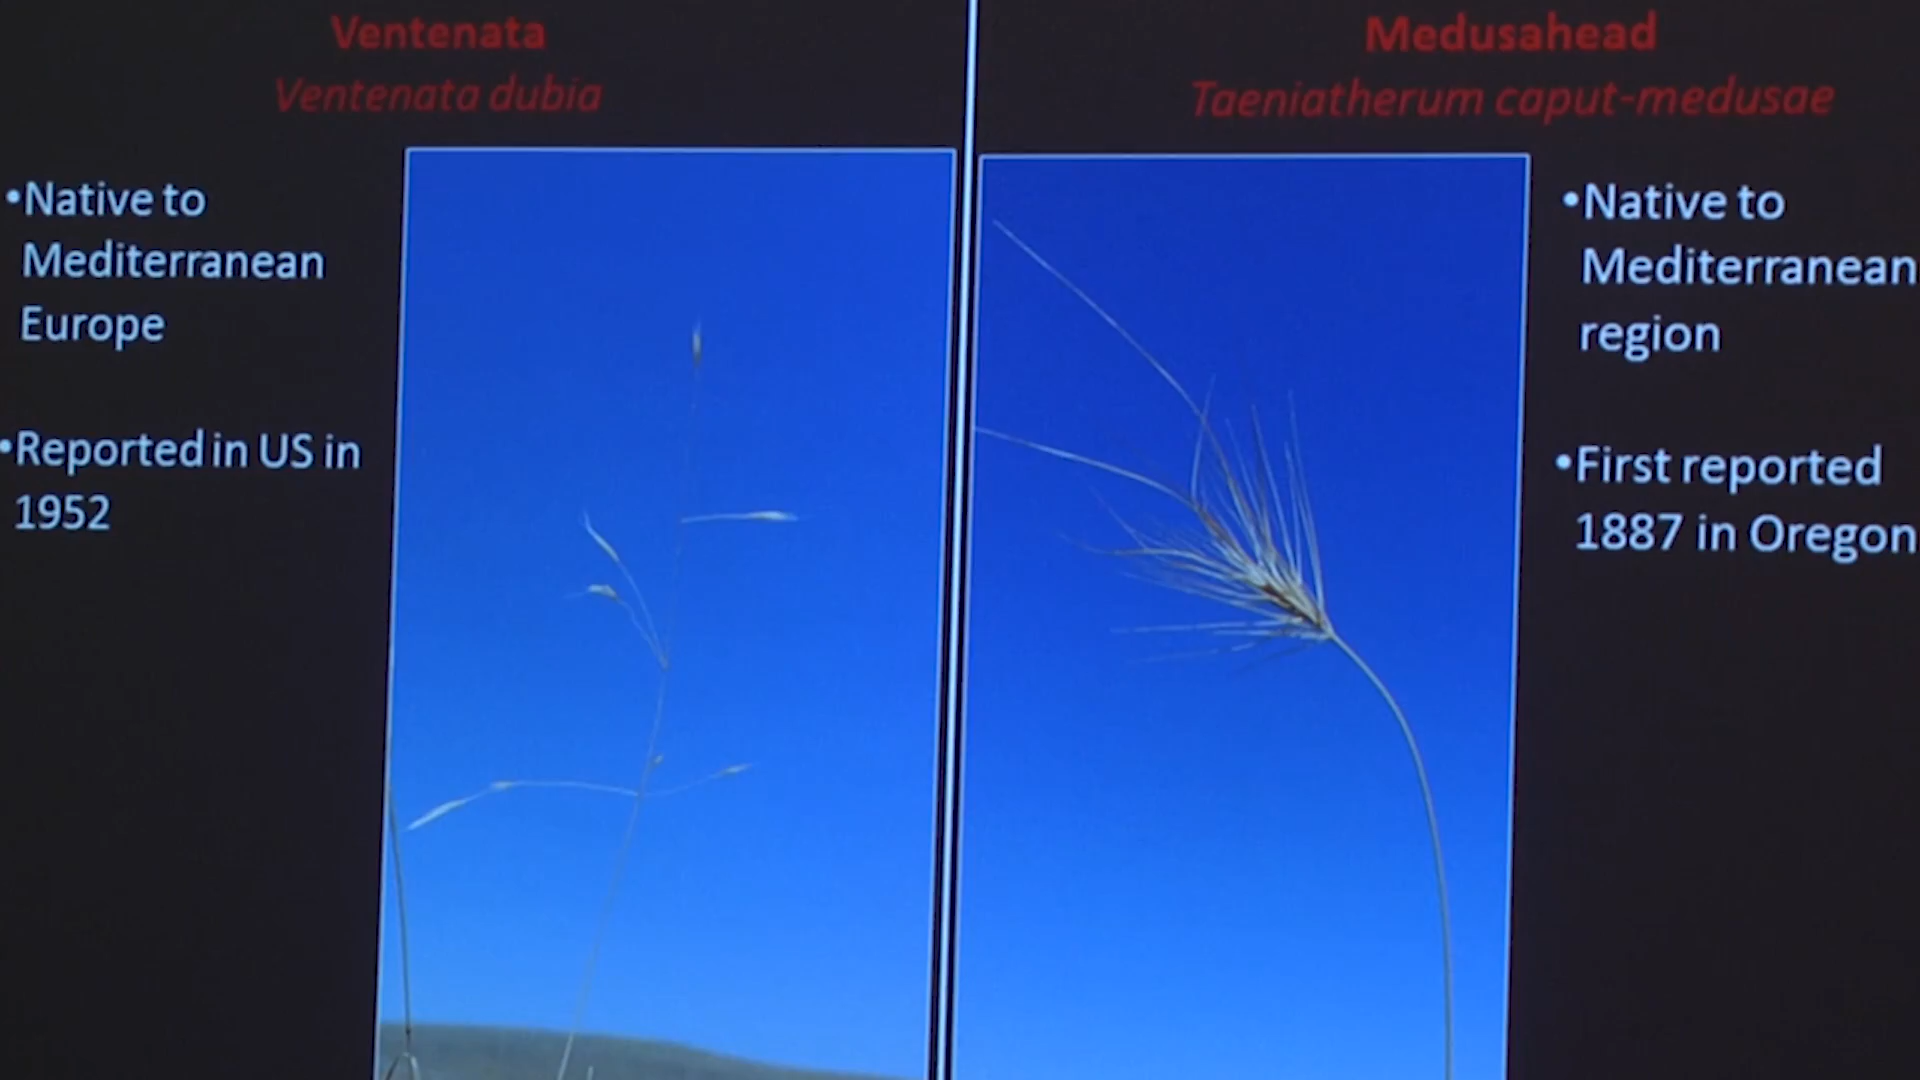 Ventenata
Ventenata dubia
•Native to
Mediterranean
Europe
•Reported in US in
1952
Medusahead
Taeniatherum caput-medusae
•Native to
Mediterranean
region
•First reported
1887 in Oregon